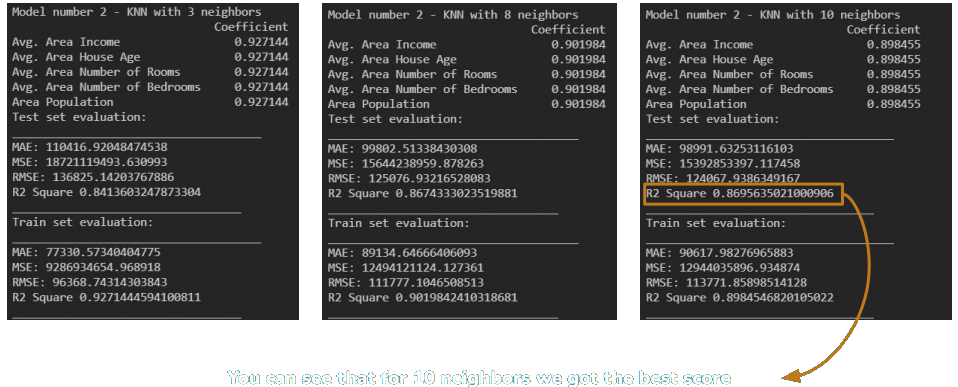 Model number 2 - KNN with 3 neighbors
Coefficient
Avg. Area Income 0.927144
Avg. Area House Age 0.927144
Avg. Area Number of Rooms 0.927144
Avg. Area Number of Bedrooms 0.927144
Area Population 0.927144
Test set evaluation:
MAE: 110416.92048474538
MSE: 18721119493.630993
RMSE: 136825.14203767886
R2 Square 0.8413603247873304
Train set evaluation:
MAE: 77330.57340404775
MSE: 9286934654.968918
RMSE: 96368.74314303843
R2 Square 0.9271444594100811
Model number 2 - KNN with 8 neighbors
Coefficient
Avg. Area Income 0.901984
Avg. Area House Age 0.901984
Avg. Area Number of Rooms 0.901984
Avg. Area Number of Bedrooms 0.901984
Area Population 0.901984
Test set evaluation:
MAE: 99802.51338430308
MSE: 15644238959.878263
RMSE: 125076.93216528083
R2 Square 0.8674333023519881
Train set evaluation:
MAE: 89134.64666406093
MSE: 12494121124.127361
RMSE: 111777.1046508513
R2 Square 0.9019842410318681
Model number 2 - KNN with 10 neighbors
Coefficient
Avg. Area Income 0.898455
Avg. Area House Age 0.898455
Avg. Area Number of Rooms 0.898455
Avg. Area Number of Bedrooms 0.898455
Area Population 0.898455
Test set evaluation:
MAE: 98991.63253116103
MSE: 15392853397.117458
RMSE: 124067.9386349167
R2 Square 0.8695635021000906
Train set evaluation:
MAE: 90617.98276965883
MSE: 12944035896.934874
RMSE: 113771.85898514128
R2 Square 0.8984546820105022
You can see that for 10 neighbors we got the best score